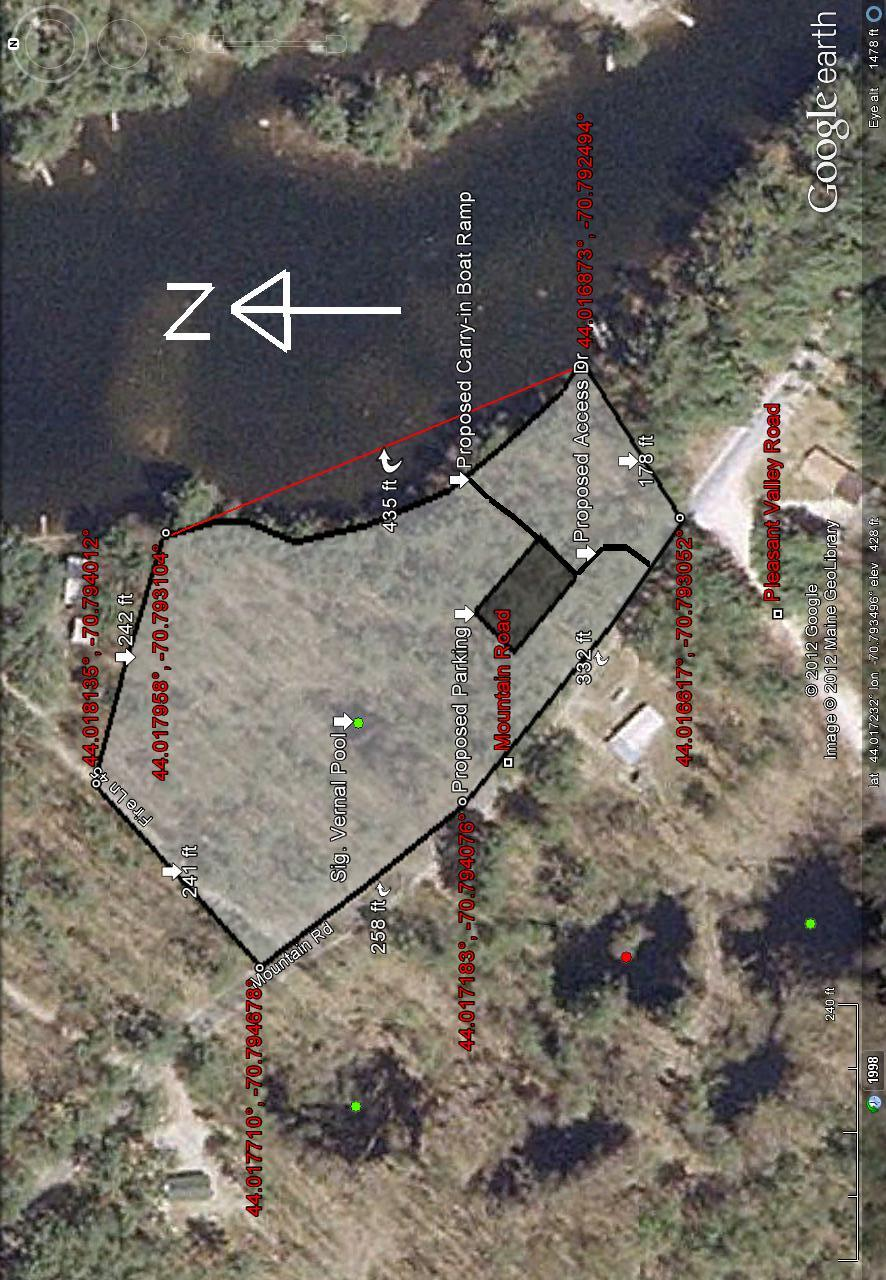 N
N
44.018135°, -70.794012°
242 ft
44.017958°, -70.793104°
Fire Ln 45
241 ft
Mountain Rd
44.017710°, -70.794678°
Sig. Vernal Pool
258 ft
435 ft
Proposed Carry-in Boat Ramp
Proposed Parking
44.017183°, -70.794076°
Mountain Road
Proposed Access Dr
44.016873°, -70.792494°
332 ft
178 ft
44.016617°, -70.793052°
Pleasant Valley Road
© 2012 Google
Image © 2012 Maine GeoLibrary
Google earth
240 ft
1998
lat 44.017232° lon -70.793496° elev 428 ft
Eye alt 1478 ft